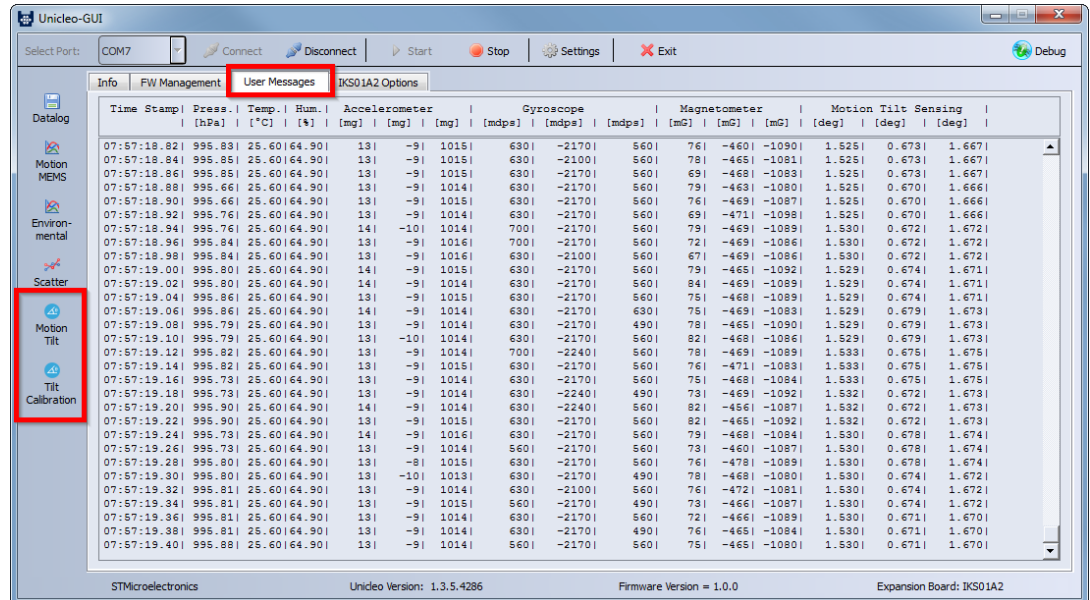 Unicleo-GUI
Select Port: COM7 Connect Disconnect Start Stop Settings Exit Debug
Info FW Management User Messages IKS01A2 Options
Datalog
Motion
MEMS
Environ-
mental
Scatter
Motion
Tilt
Tilt
Calibration
Time Stamp| Press.| Temp.| Hum.| Accelerometer | Gyroscope | Magnetometer | Motion Tilt Sensing |
| [hPa] | [°C] | [%] | [mg] | [mg] | [mg] | [mdps] | [mdps] | [mdps] | [mG] | [mG] | [mG] | [deg] | [deg] | [deg] |
07:57:18.82| 995.83| 25.60|64.90| 13| -9| 1015| 630| -2170| 560| 76| -460| -1090| 1.525| 0.673| 1.667|
07:57:18.84| 995.85| 25.60|64.90| 13| -9| 1015| 630| -2100| 560| 78| -465| -1081| 1.525| 0.673| 1.667|
07:57:18.86| 995.85| 25.60|64.90| 13| -9| 1015| 630| -2170| 560| 69| -468| -1083| 1.525| 0.673| 1.667|
07:57:18.88| 995.66| 25.60|64.90| 13| -9| 1014| 630| -2170| 560| 79| -463| -1080| 1.525| 0.670| 1.666|
07:57:18.90| 995.66| 25.60|64.90| 13| -9| 1015| 630| -2170| 560| 76| -469| -1087| 1.525| 0.670| 1.666|
07:57:18.92| 995.76| 25.60|64.90| 13| -9| 1014| 630| -2170| 560| 69| -471| -1098| 1.525| 0.670| 1.666|
07:57:18.94| 995.76| 25.60|64.90| 14| -10| 1014| 700| -2170| 560| 79| -469| -1089| 1.530| 0.672| 1.672|
07:57:18.96| 995.84| 25.60|64.90| 13| -9| 1016| 700| -2170| 560| 72| -469| -1086| 1.530| 0.672| 1.672|
07:57:18.98| 995.84| 25.60|64.90| 13| -9| 1016| 630| -2100| 560| 67| -469| -1086| 1.530| 0.672| 1.672|
07:57:19.00| 995.80| 25.60|64.90| 14| -9| 1015| 630| -2170| 560| 79| -465| -1092| 1.529| 0.674| 1.671|
07:57:19.02| 995.80| 25.60|64.90| 14| -9| 1014| 630| -2170| 560| 84| -469| -1089| 1.529| 0.674| 1.671|
07:57:19.04| 995.86| 25.60|64.90| 13| -9| 1015| 630| -2170| 560| 75| -468| -1089| 1.529| 0.674| 1.671|
07:57:19.06| 995.86| 25.60|64.90| 14| -9| 1014| 630| -2170| 630| 75| -469| -1083| 1.529| 0.679| 1.673|
07:57:19.08| 995.79| 25.60|64.90| 13| -9| 1014| 630| -2170| 490| 78| -465| -1090| 1.529| 0.679| 1.673|
07:57:19.10| 995.79| 25.60|64.90| 13| -10| 1014| 630| -2170| 560| 82| -468| -1086| 1.529| 0.679| 1.673|
07:57:19.12| 995.82| 25.60|64.90| 13| -9| 1014| 700| -2240| 560| 78| -469| -1089| 1.533| 0.675| 1.675|
07:57:19.14| 995.82| 25.60|64.90| 13| -9| 1015| 630| -2170| 560| 76| -471| -1083| 1.533| 0.675| 1.675|
07:57:19.16| 995.73| 25.60|64.90| 13| -9| 1014| 630| -2170| 560| 75| -468| -1084| 1.533| 0.675| 1.675|
07:57:19.18| 995.73| 25.60|64.90| 13| -9| 1014| 630| -2240| 490| 73| -469| -1092| 1.532| 0.672| 1.673|
07:57:19.20| 995.90| 25.60|64.90| 14| -9| 1014| 630| -2240| 560| 82| -456| -1087| 1.532| 0.672| 1.673|
07:57:19.22| 995.90| 25.60|64.90| 13| -9| 1014| 630| -2170| 560| 82| -465| -1092| 1.532| 0.672| 1.673|
07:57:19.24| 995.73| 25.60|64.90| 14| -9| 1016| 630| -2170| 560| 79| -468| -1084| 1.530| 0.678| 1.674|
07:57:19.26| 995.73| 25.60|64.90| 13| -9| 1014| 560| -2170| 560| 73| -460| -1087| 1.530| 0.678| 1.674|
07:57:19.28| 995.80| 25.60|64.90| 13| -8| 1015| 630| -2170| 560| 76| -478| -1089| 1.530| 0.678| 1.674|
07:57:19.30| 995.80| 25.60|64.90| 13| -10| 1013| 630| -2170| 490| 78| -468| -1080| 1.530| 0.674| 1.672|
07:57:19.32| 995.81| 25.60|64.90| 13| -9| 1014| 630| -2100| 560| 76| -472| -1081| 1.530| 0.674| 1.672|
07:57:19.34| 995.81| 25.60|64.90| 13| -9| 1015| 560| -2170| 490| 73| -466| -1087| 1.530| 0.674| 1.672|
07:57:19.36| 995.81| 25.60|64.90| 13| -9| 1014| 630| -2170| 560| 72| -466| -1089| 1.530| 0.671| 1.670|
07:57:19.38| 995.81| 25.60|64.90| 13| -9| 1014| 630| -2170| 490| 76| -465| -1084| 1.530| 0.671| 1.670|
07:57:19.40| 995.88| 25.60|64.90| 13| -9| 1014| 560| -2170| 560| 75| -465| -1080| 1.530| 0.671| 1.670|
STMicroelectronics Unicleo Version: 1.3.5.4286 Firmware Version = 1.0.0 Expansion Board: IKS01A2